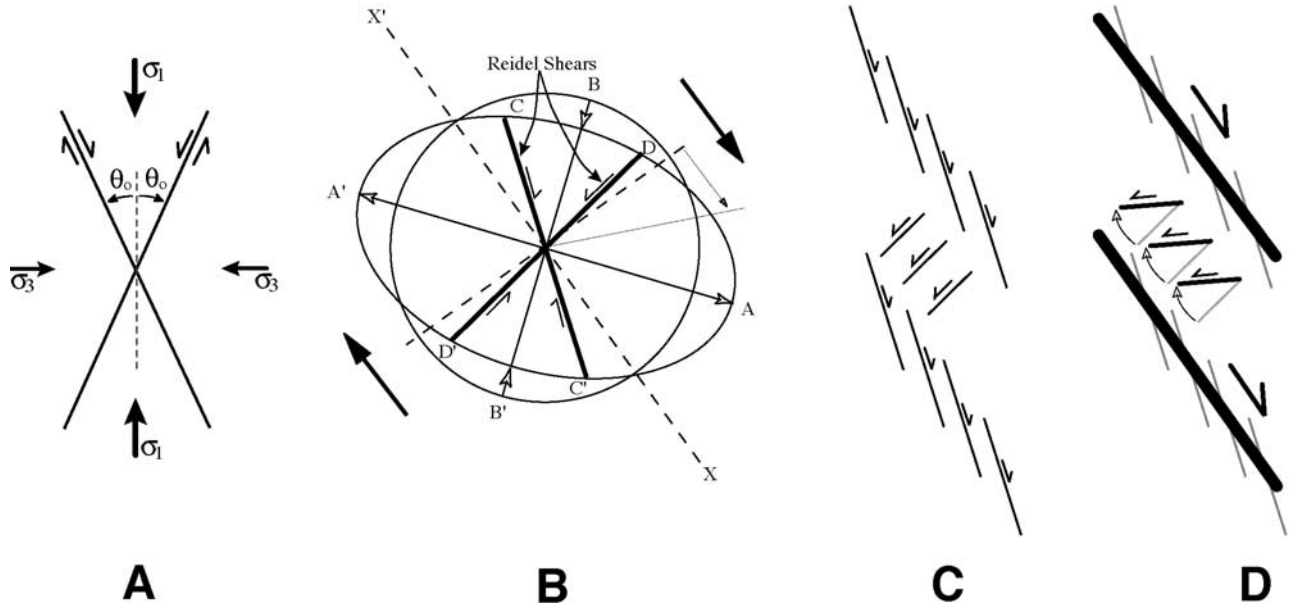 σ1
θo θo
σ3 σ3
σ1
A
X'
Reidel Shears
B
C
D
A'
A
D'
C'
B'
X
B
C
D